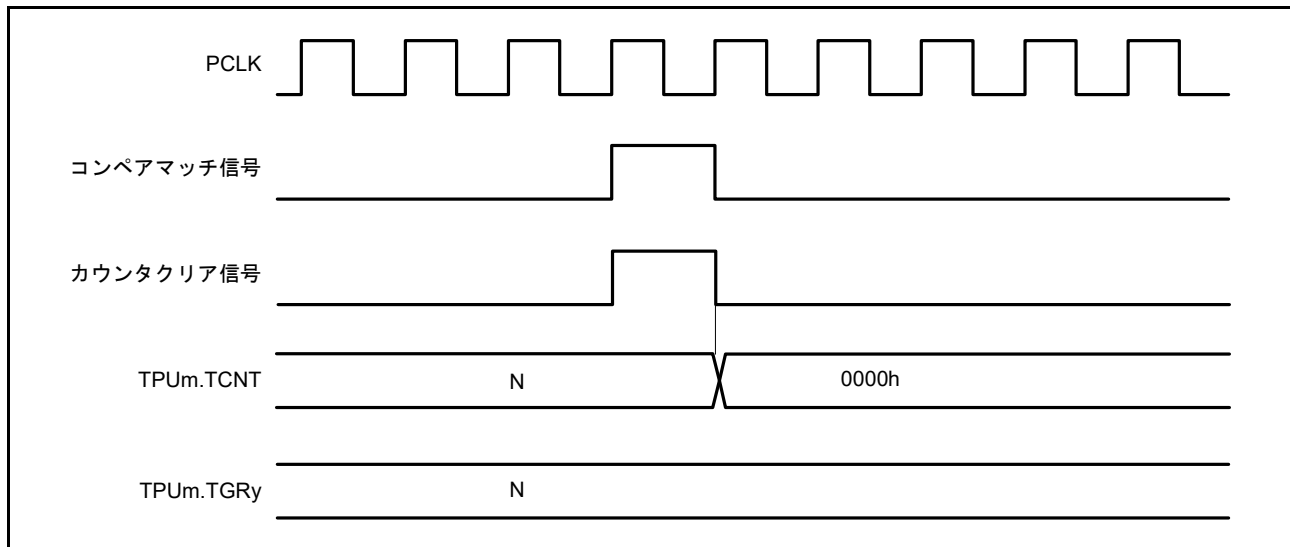 PCLK
コンペアマッチ信号
カウンタクリア信号
TPUm.TCNT
N
0000h
TPUm.TGRy
N